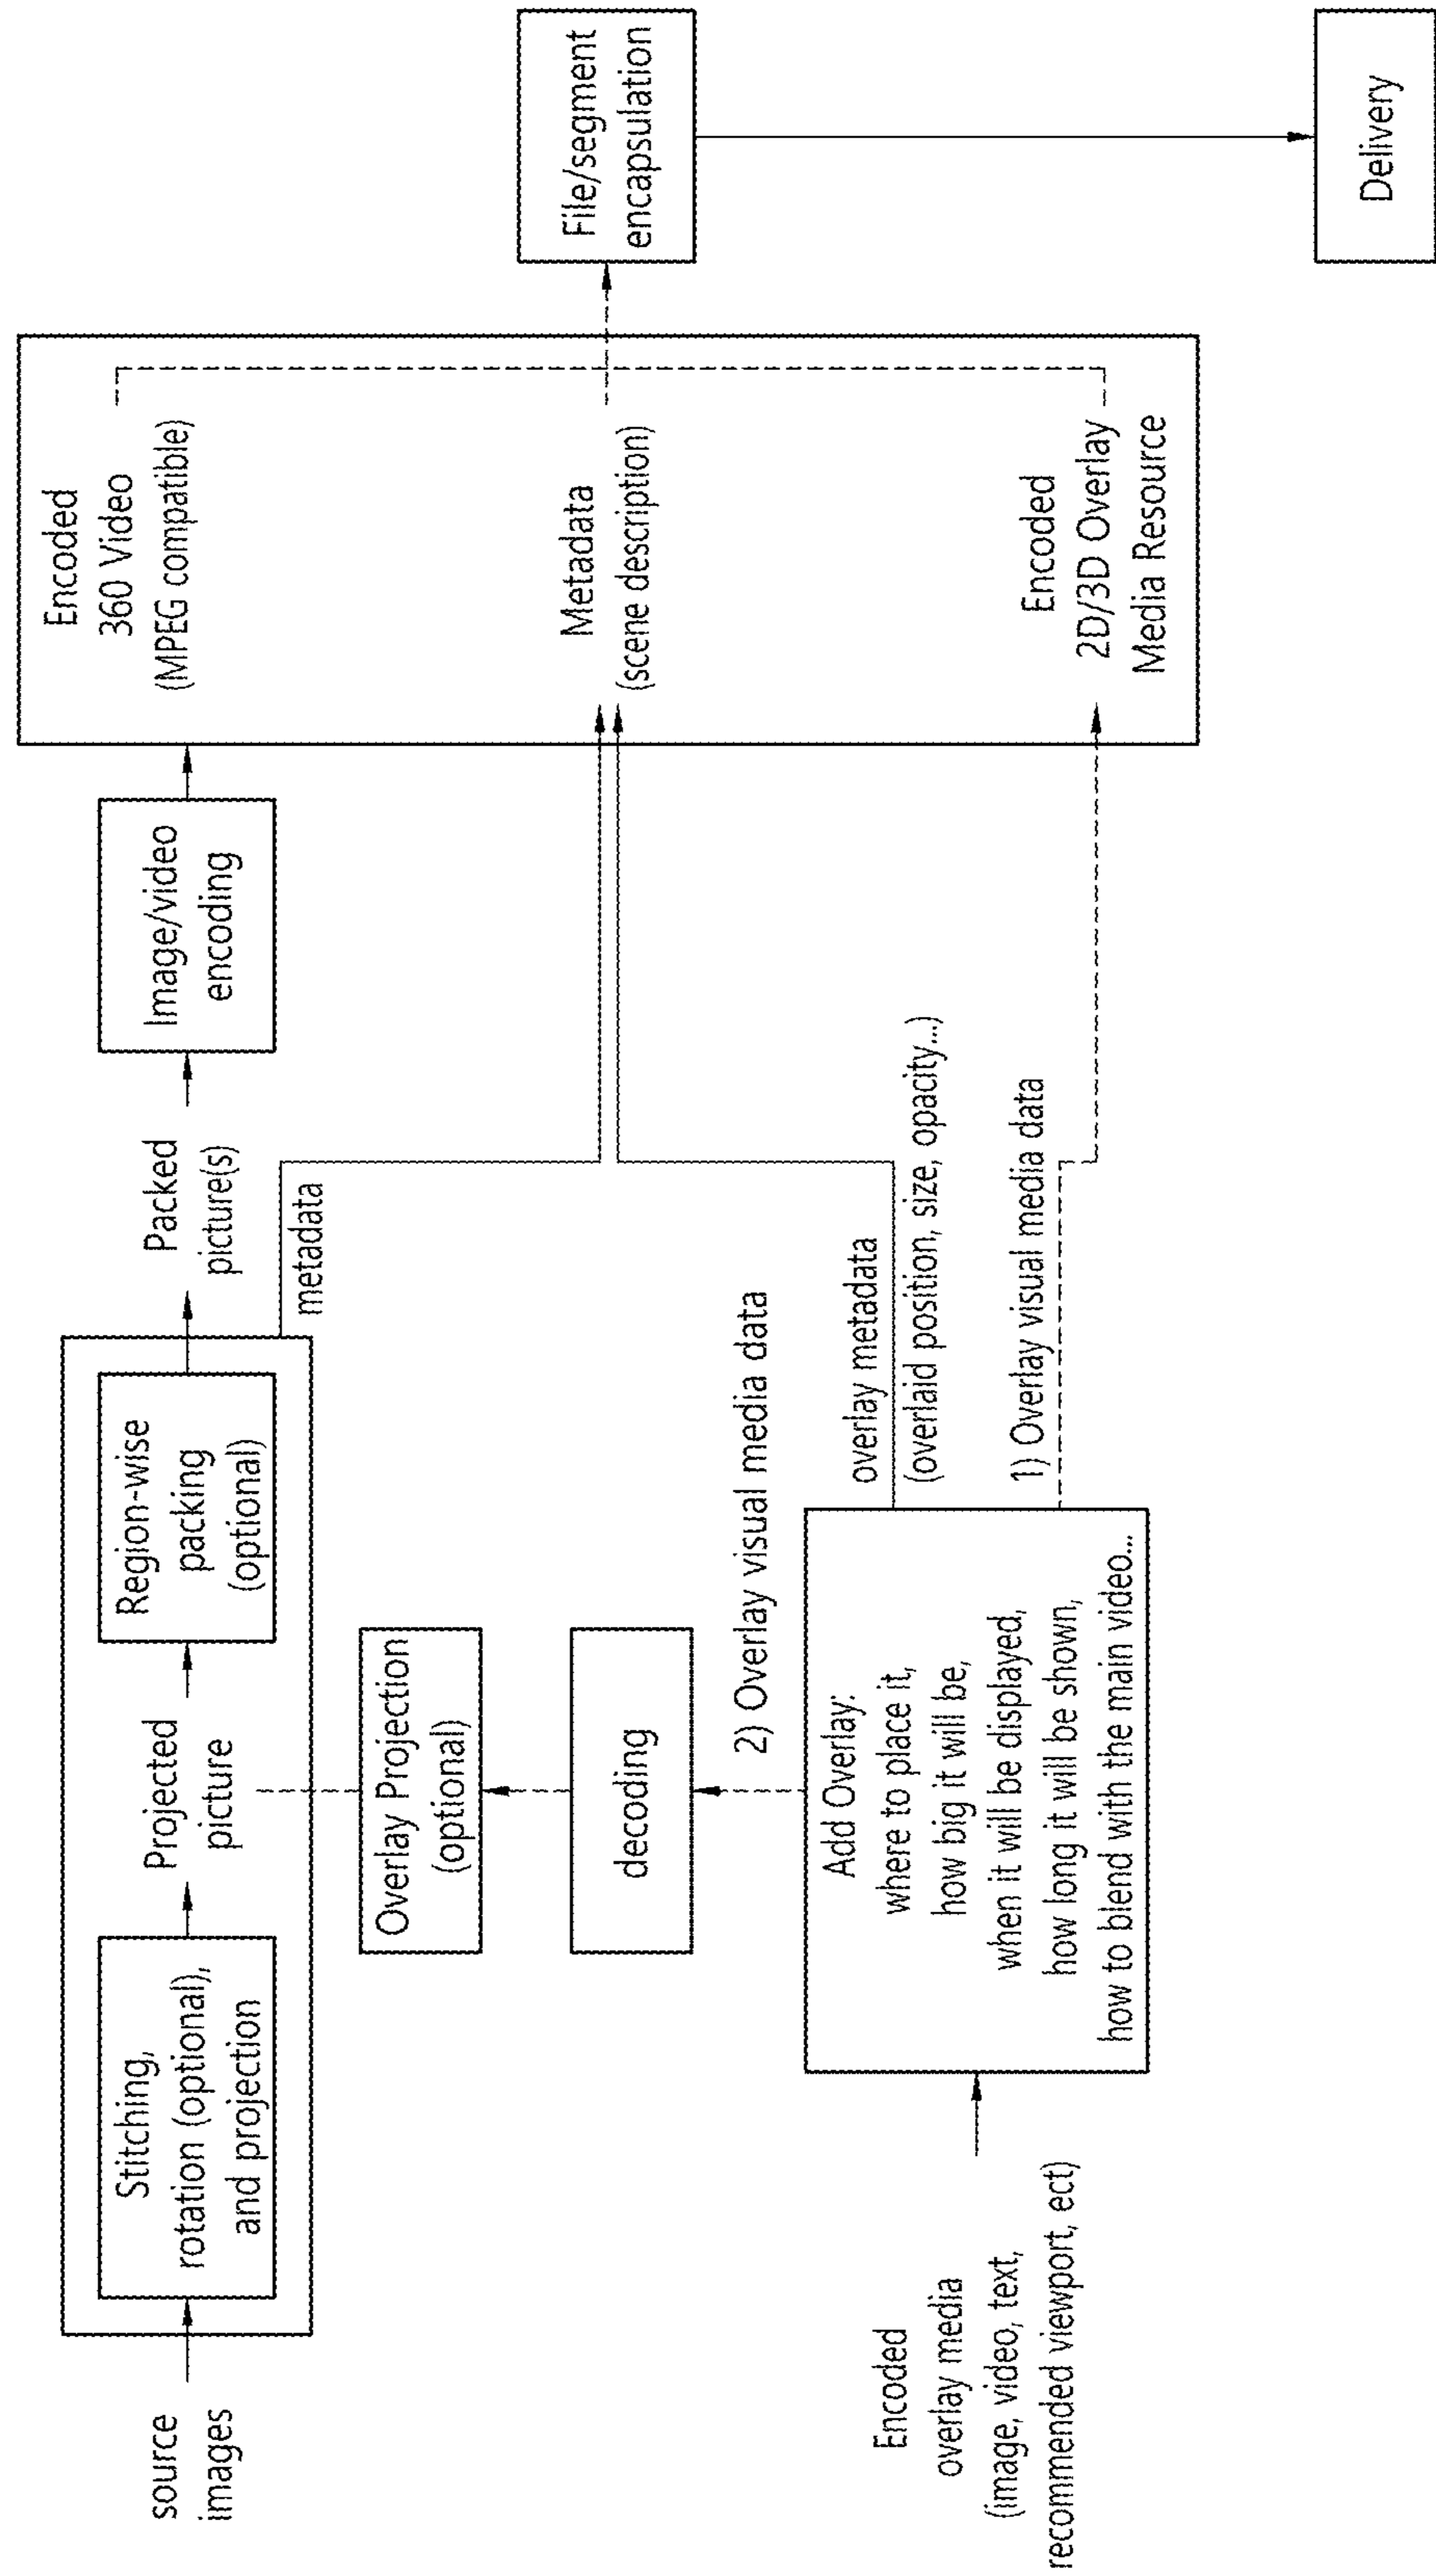 source
images
Stitching,
rotation (optional),
and projection
Projected
picture
Region-wise
packing
(optional)
Packed
picture(s)
Image/video
encoding
metadata
Encoded
360 Video
(MPEG compatible)
Metadata
(scene description)
Encoded
2D/3D Overlay
Media Resource
File/segment
encapsulation
Delivery
Overlay Projection
(optional)
decoding
2) Overlay visual media data
overlay metadata
(overlaid position, size, opacity...)
1) Overlay visual media data
Add Overlay:
where to place it,
how big it will be,
when it will be displayed,
how long it will be shown,
how to blend with the main video...
Encoded
overlay media
(image, video, text,
recommended viewport, ect)